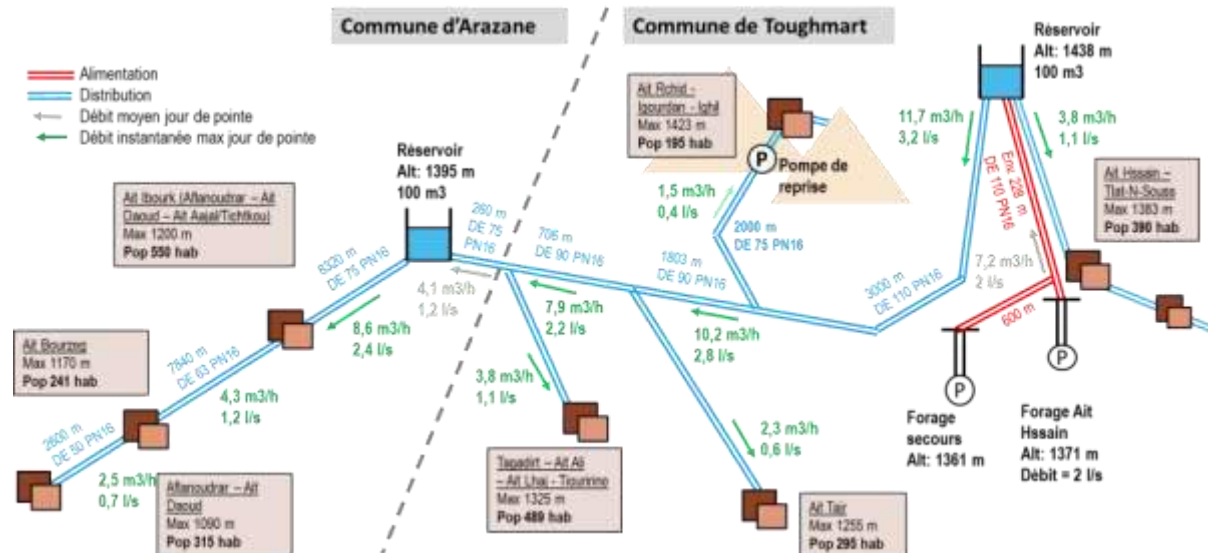 Commune d'Arazane
Commune de Toughmart
Alimentation
Distribution
Débit moyen jour de pointe
Débit instantanée max jour de pointe
Réservoir
Alt: 1438 m
100 m3
11,7 m3/h
3,2 l/s
3,8 m3/h
1,1 l/s
Env. 228 m
DE 110 PN16
Ait Rchid -
Igourdan - Ighil
Max 1423 m
Pop 195 hab
Pompe de
reprise
P
1,5 m3/h
0,4 l/s
2000 m
DE 75 PN16
Ait Hssain –
Tlat-N-Souss
Max 1383 m
Pop 390 hab
7,2 m3/h
2 l/s
600 m
P
P
Forage
secours
Alt: 1361 m
Forage Ait
Hssain
Alt: 1371 m
Débit = 2 l/s
3000 m
DE 110 PN16
1803 m
DE 90 PN16
10,2 m3/h
2,8 l/s
706 m
DE 90 PN16
7,9 m3/h
2,2 l/s
260 m
DE 75
PN16
4,1 m3/h
1,2 l/s
Réservoir
Alt: 1395 m
100 m3
Ait Ibourk (Aflanoudrar – Ait
Daoud – Ait Aajal/Tichtkou)
Max 1200 m
Pop 550 hab
6320 m
DE 75 PN16
8,6 m3/h
2,4 l/s
Ait Bourzeg
Max 1170 m
Pop 241 hab
7840 m
DE 63 PN16
4,3 m3/h
1,2 l/s
2600 m
DE 50 PN16
2,5 m3/h
0,7 l/s
Aflanoudrar – Ait
Daoud
Max 1090 m
Pop 315 hab
3,8 m3/h
1,1 l/s
Tagadirt – Ait Ali
– Ait Lhaj -
Max 1325 m
Pop 489 hab
2,3 m3/h
0,6 l/s
Ait Tair
Max 1255 m
Pop 295 hab